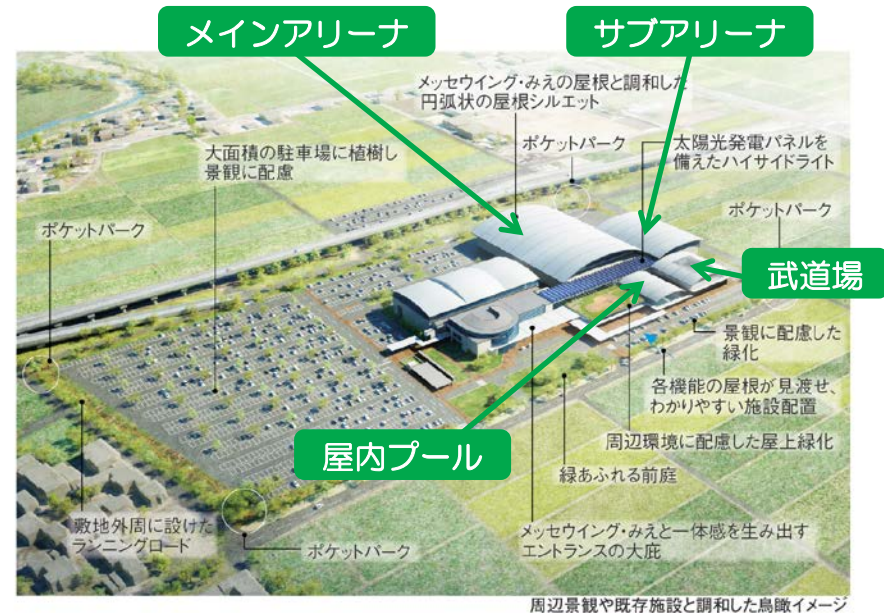 メインアリーナ
サブアリーナ
メッセウイング・みえの屋根と調和した
円弧状の屋根シルエット
ポケットパーク
太陽光発電パネルを
備えたハイサイドライト
大面積の駐車場に植樹し
景観に配慮
ポケットパーク
ポケットパーク
武道場
景観に配慮した
緑化
各機能の屋根が見渡せ、
わかりやすい施設配置
周辺環境に配慮した屋上緑化
屋内プール
緑あふれる前庭
敷地外周に設けた
ランニングロード
ポケットパーク
メッセウイング・みえと一体感を生み出す
エントランスの大庇
周辺景観や既存施設と調和した鳥瞰イメージ